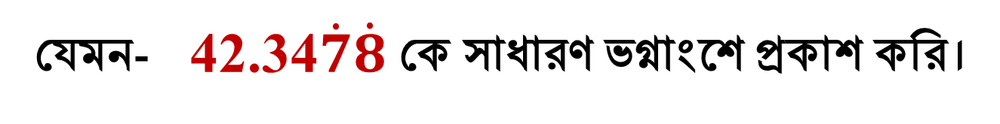 যেমন- 42.347̇8̇ কে সাধারণ ভগ্নাংশে প্রকাশ করি।